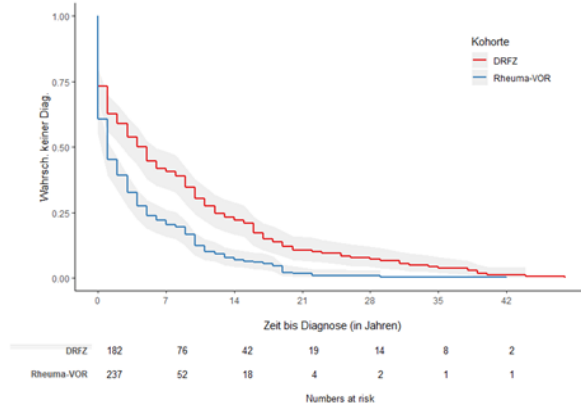 Kohorte
DRFZ
Rheuma-VOR
Wahrsch. keiner Diag.
1.00
0.75
0.50
0.25
0.00
0 7 14 21 28 35 42
Zeit bis Diagnose (in Jahren)
DRFZ 182 76 42 19 14 8 2
Rheuma-VOR 237 52 18 4 2 1 1
Numbers at risk